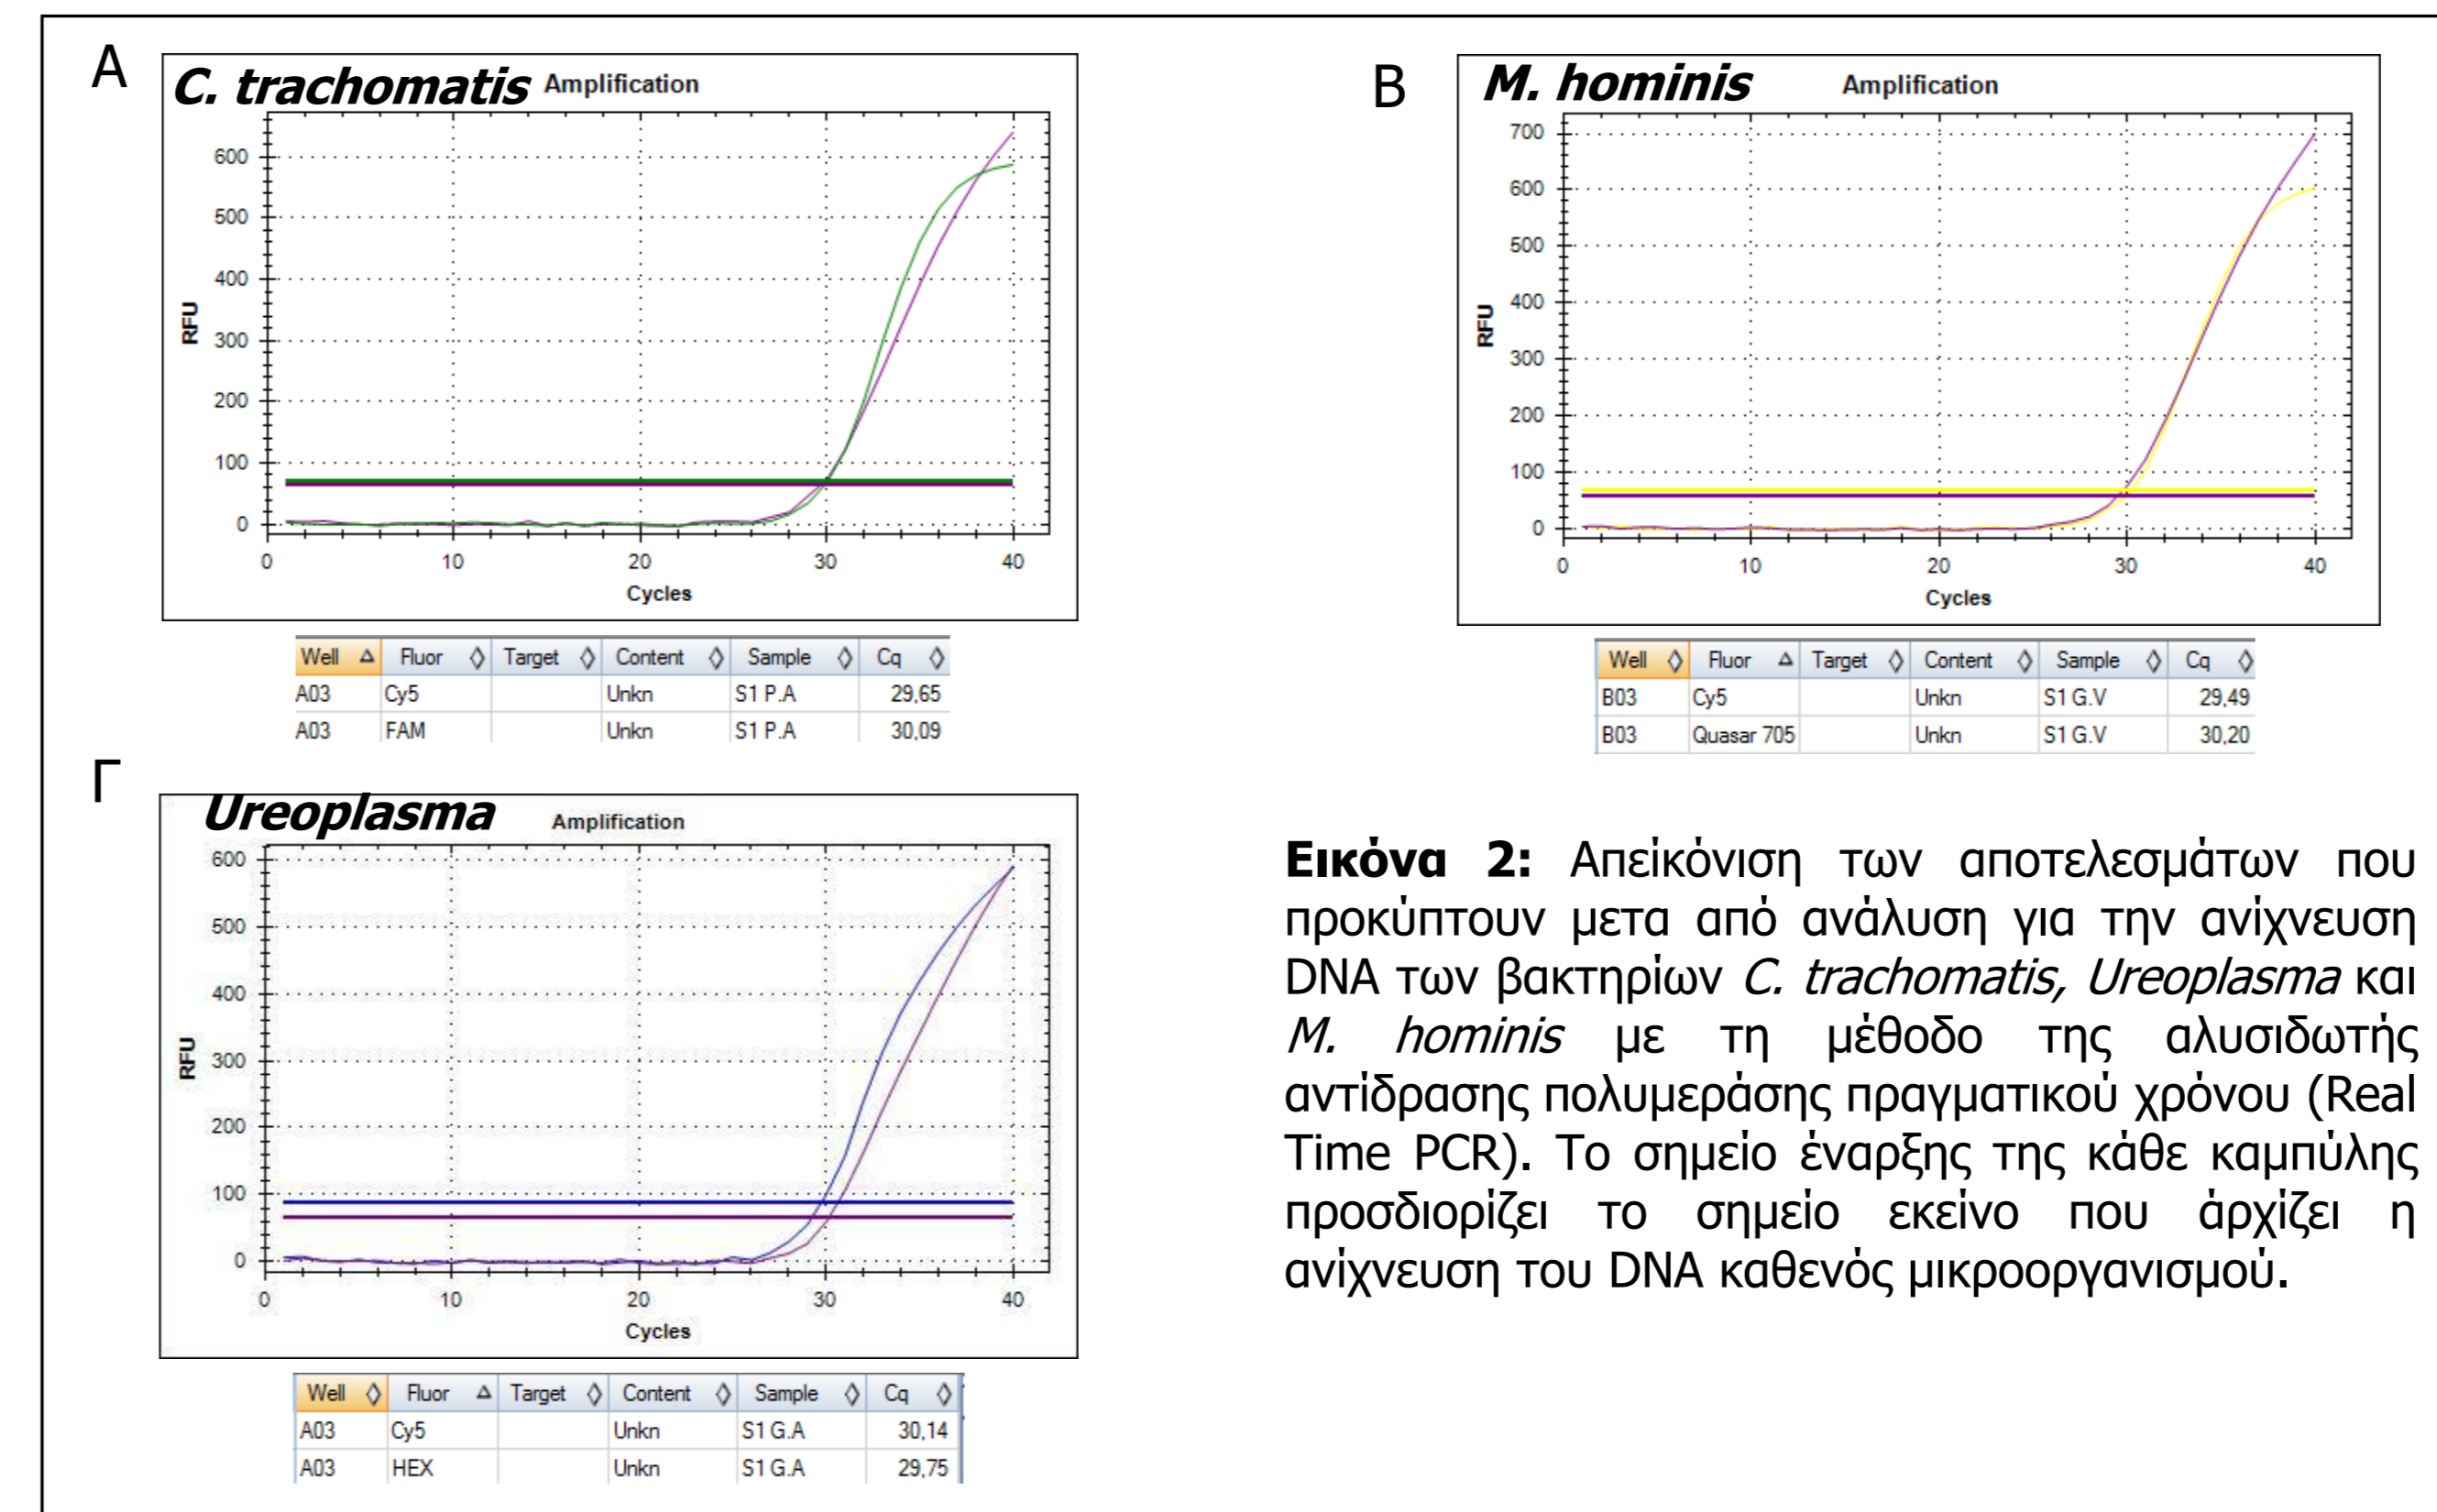 A
C. trachomatis Amplification
600
500
400
300
200
100
0
RFU
0 10 20 30 40
Cycles
Well Fluor Target Content Sample Cq
A03 Cy5 Unkn S1 P.A 29,65
A03 FAM Unkn S1 P.A 30,09
B
M. hominis Amplification
700
600
500
400
300
200
100
0
RFU
0 10 20 30 40
Cycles
Well Fluor Target Content Sample Cq
B03 Cy5 Unkn S1 G.V 29,49
B03 Quasar 705 Unkn S1 G.V 30,20
Γ
Ureoplasma Amplification
600
500
400
300
200
100
0
RFU
0 10 20 30 40
Cycles
Well Fluor Target Content Sample Cq
A03 Cy5 Unkn S1 G.A 30,14
A03 HEX Unkn S1 G.A 29,75
Εικόνα 2: Απείκόνιση των αποτελεσμάτων που
προκύπτουν μετα από ανάλυση για την ανίχνευση
DNA των βακτηρίων C. trachomatis, Ureoplasma και
M. hominis με τη μέθοδο της αλυσιδωτής
αντίδρασης πολυμεράσης πραγματικού χρόνου (Real
Time PCR). Το σημείο έναρξης της κάθε καμπύλης
προσδιορίζει το σημείο εκείνο που άρχίζει η
ανίχνευση του DNA καθενός μικροοργανισμού.